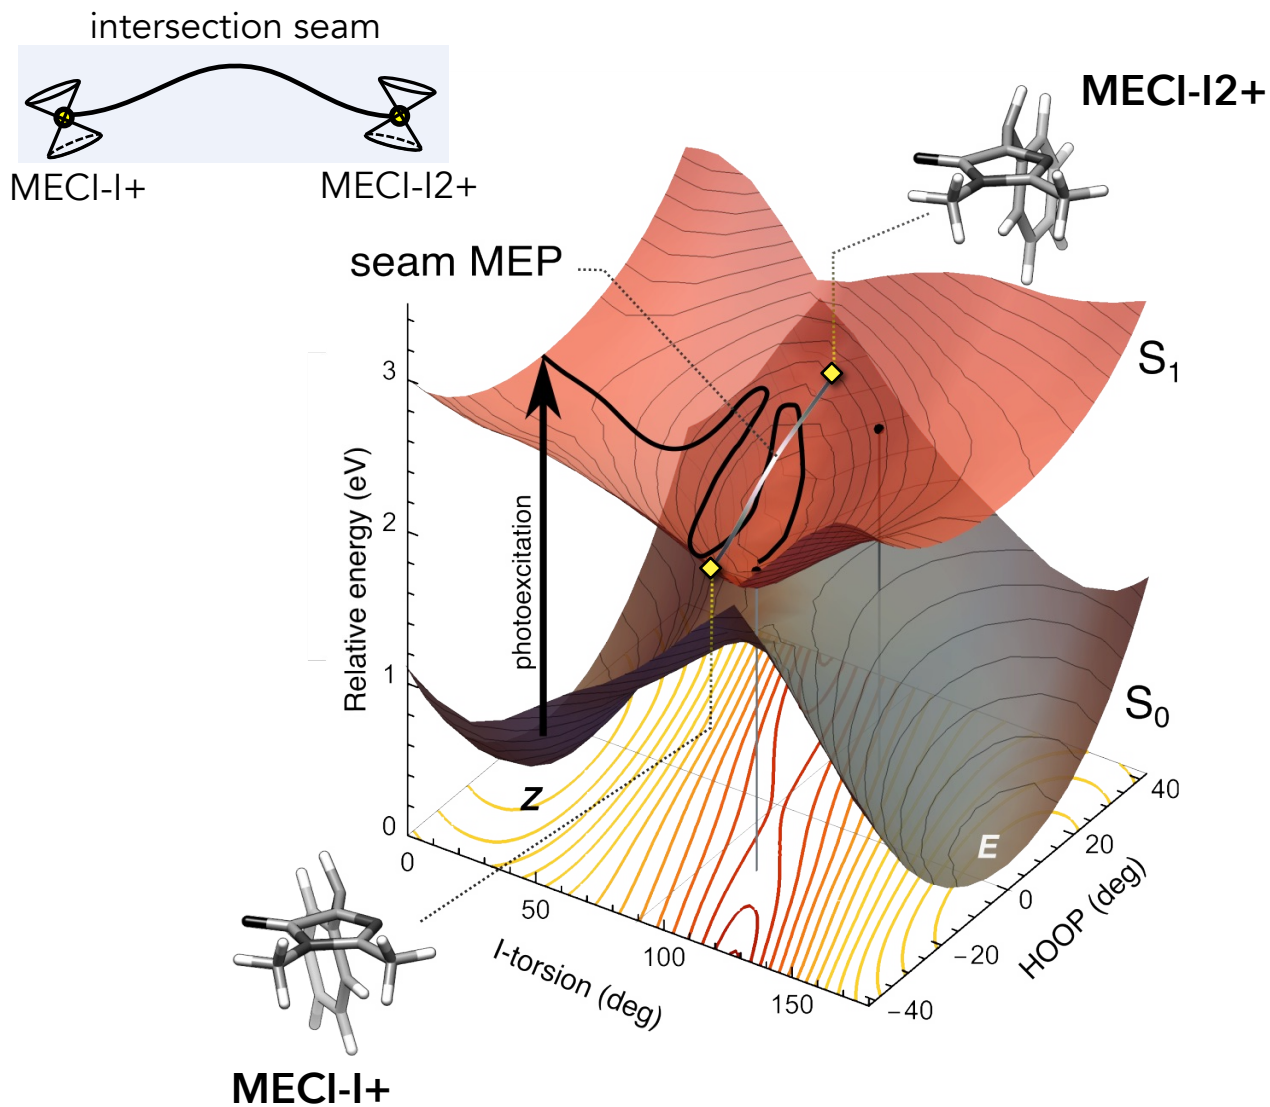 intersection seam
MECI-I+
MECI-I2+
MECI-I2+
seam MEP
S1
3
2
1
0
Relative energy (eV)
photoexcitation
S0
Z
E
0
50
100
150
I-torsion (deg)
40
20
0
−20
−40
HOOP (deg)
MECI-I+